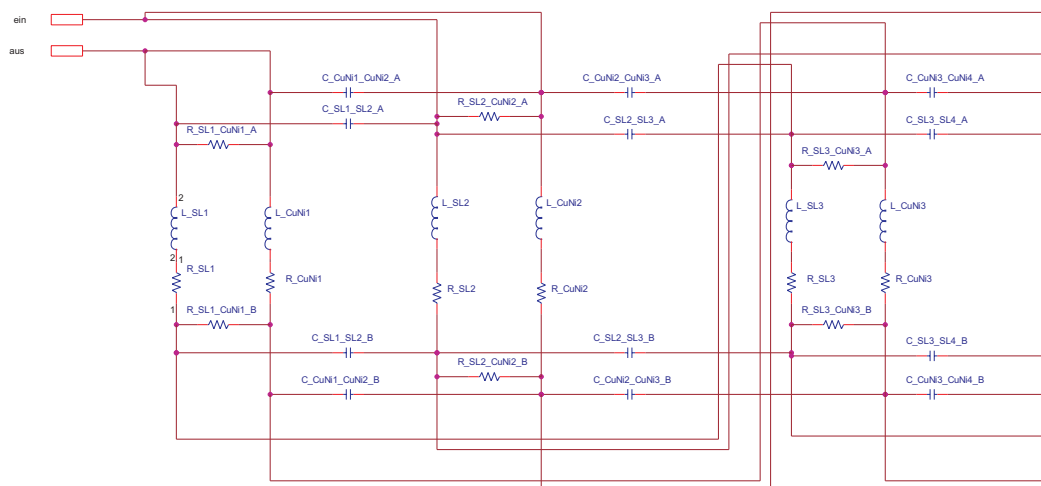 ein
aus
C_CuNi1_CuNi2_A
C_CuNi2_CuNi3_A
C_CuNi3_CuNi4_A
C_SL1_SL2_A
R_SL2_CuNi2_A
C_SL2_SL3_A
C_SL3_SL4_A
R_SL1_CuNi1_A
R_SL3_CuNi3_A
2
L_SL1
L_CuNi1
L_SL2
L_CuNi2
L_SL3
L_CuNi3
2 1
R_SL1
R_CuNi1
R_SL2
R_CuNi2
R_SL3
R_CuNi3
1
R_SL1_CuNi1_B
R_SL3_CuNi3_B
C_SL1_SL2_B
C_SL2_SL3_B
C_SL3_SL4_B
R_SL2_CuNi2_B
C_CuNi1_CuNi2_B
C_CuNi2_CuNi3_B
C_CuNi3_CuNi4_B